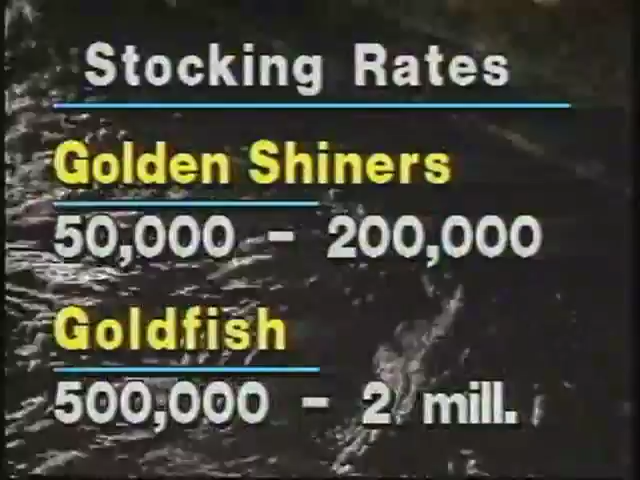 Stocking Rates
Golden Shiners
50,000 - 200,000
Goldfish
500,000 - 2 mill.